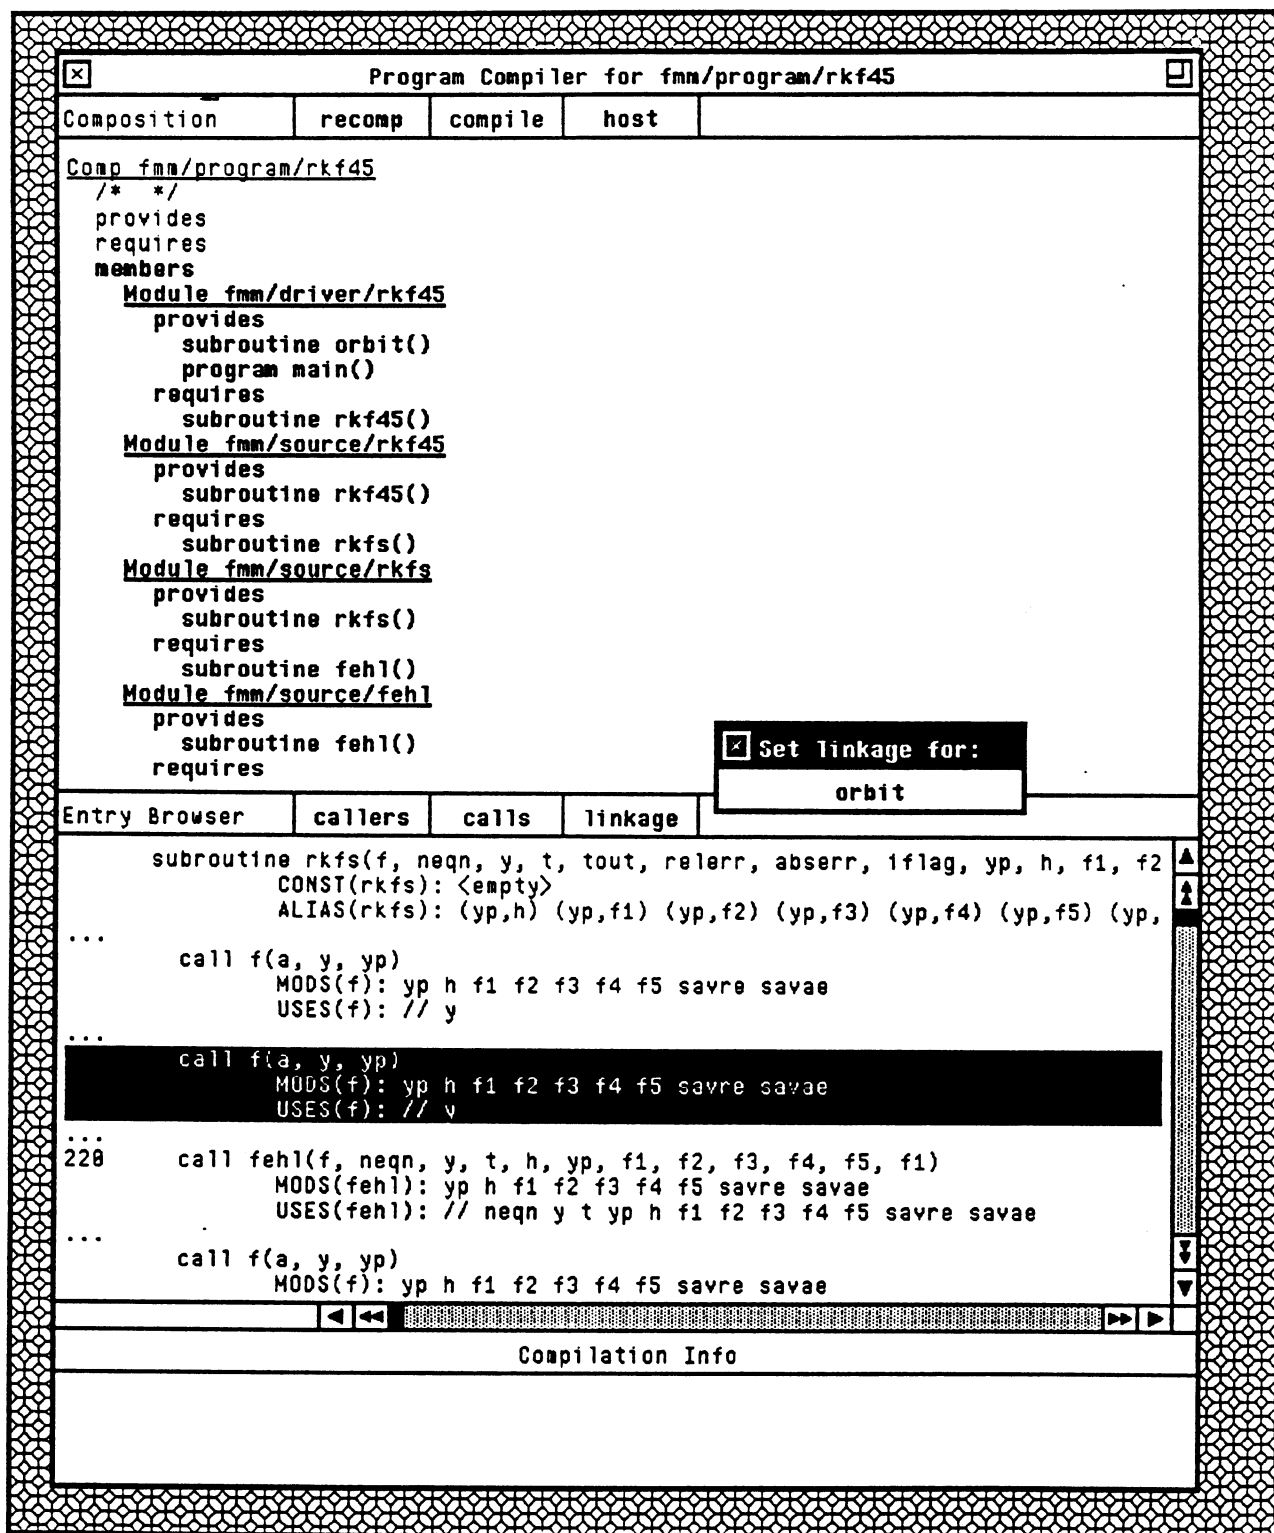 Program Compiler for fmm/program/rkf45
Composition recomp compile host
Comp fmm/program/rkf45
/* */
provides
requires
members
Module fmm/driver/rkf45
provides
subroutine orbit()
program main()
requires
subroutine rkf45()
Module fmm/source/rkf45
provides
subroutine rkf45()
requires
subroutine rkfs()
Module fmm/source/rkfs
provides
subroutine rkfs()
requires
subroutine fehl()
Module fmm/source/fehl
provides
subroutine fehl()
requires
Set linkage for:
orbit
Entry Browser callers calls linkage
subroutine rkfs(f, neqn, y, t, tout, relerr, abserr, iflag, yp, h, f1, f2
CONST(rkfs): <empty>
ALIAS(rkfs): (yp,h) (yp,f1) (yp,f2) (yp,f3) (yp,f4) (yp,f5) (yp,
...
call f(a, y, yp)
MODS(f): yp h f1 f2 f3 f4 f5 savre savae
USES(f): // y
...
call f(a, y, yp)
MODS(f): yp h f1 f2 f3 f4 f5 savre savae
USES(f): // y
...
220 call fehl(f, neqn, y, t, h, yp, f1, f2, f3, f4, f5, f1)
MODS(fehl): yp h f1 f2 f3 f4 f5 savre savae
USES(fehl): // neqn y t yp h f1 f2 f3 f4 f5 savre savae
...
call f(a, y, yp)
MODS(f): yp h f1 f2 f3 f4 f5 savre savae
Compilation Info